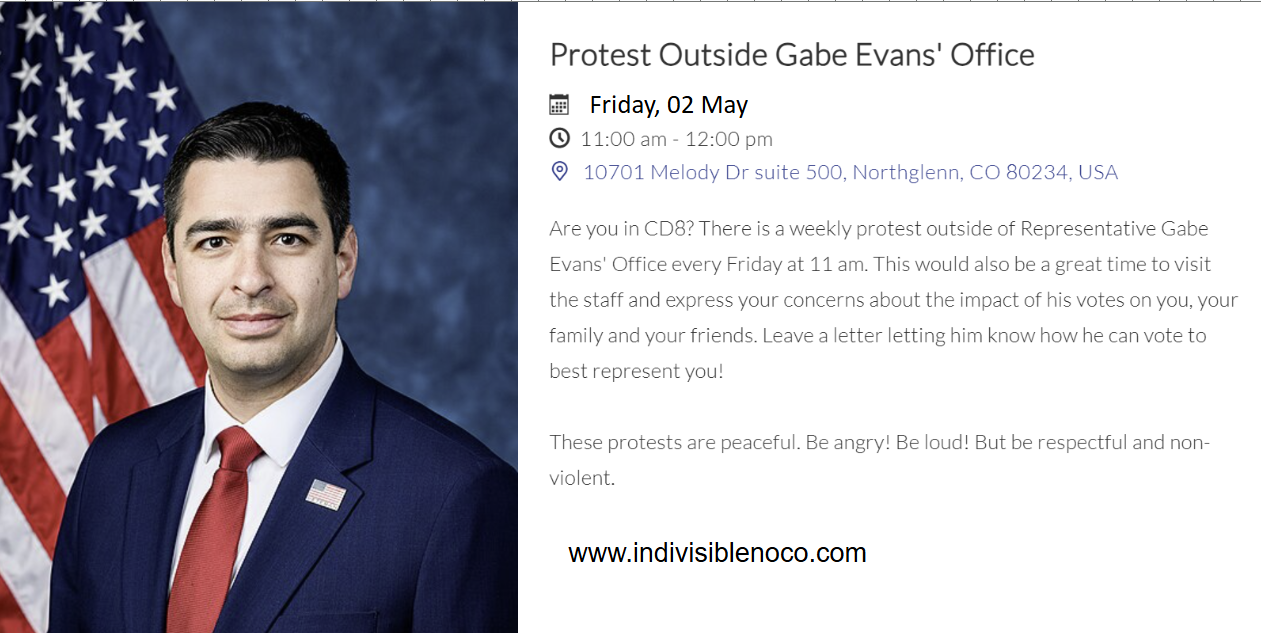 Protest Outside Gabe Evans' Office
Friday, 02 May
11:00 am - 12:00 pm
10701 Melody Dr suite 500, Northglenn, CO 80234, USA
Are you in CD8? There is a weekly protest outside of Representative Gabe
Evans' Office every Friday at 11 am. This would also be a great time to visit
the staff and express your concerns about the impact of his votes on you, your
family and your friends. Leave a letter letting him know how he can vote to
best represent you!
These protests are peaceful. Be angry! Be loud! But be respectful and non-
violent.
www.indivisiblenoco.com